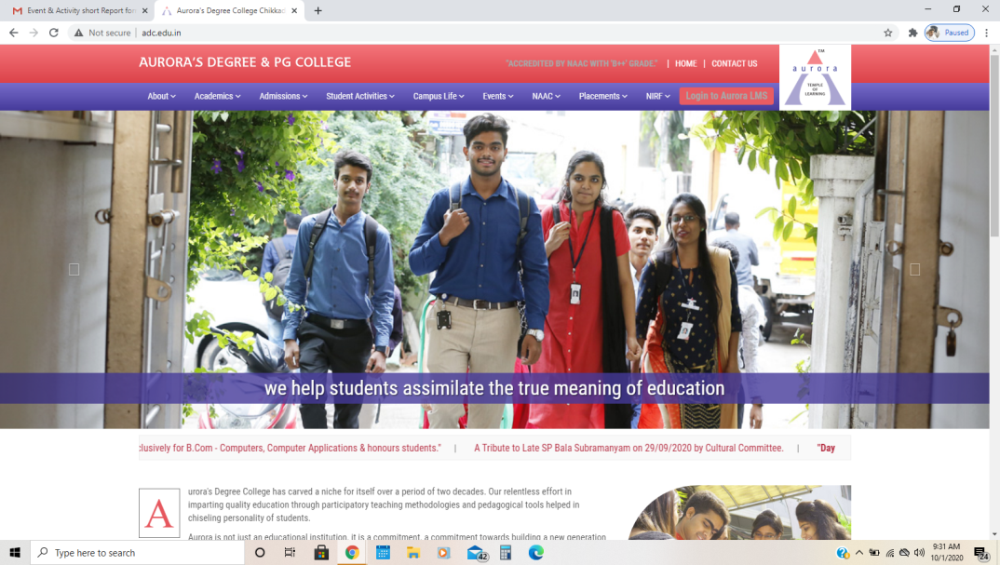 Event & Activity short Report for
Aurora's Degree College Chikkad
Not secure | adc.edu.in
Paused
AURORA'S DEGREE & PG COLLEGE
"ACCREDITED BY NAAC WITH 'B++' GRADE." | HOME | CONTACT US
TM
aurora
TEMPLE
OF
LEARNING
About Academics Admissions Student Activities Campus Life Events NAAC Placements NIRF Login to Aurora LMS
we help students assimilate the true meaning of education
clusively for B.Com - Computers, Computer Applications & honours students." | A Tribute to Late SP Bala Subramanyam on 29/09/2020 by Cultural Committee. | "Day
A
urora's Degree College has carved a niche for itself over a period of two decades. Our relentless effort in
imparting quality education through participatory teaching methodologies and pedagogical tools helped in
chiseling personality of students.
Aurora is not just an educational institution, it is a commitment, a commitment towards building a new generation
Type here to search
42
9:31 AM
10/1/2020
24